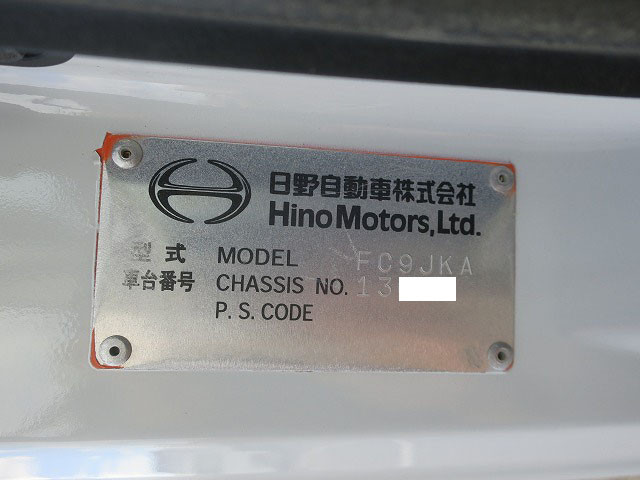 日野自動車株式会社
Hino Motors, Ltd.
型式 MODEL FC9JKA
車台番号 CHASSIS NO. 13
P.S.CODE